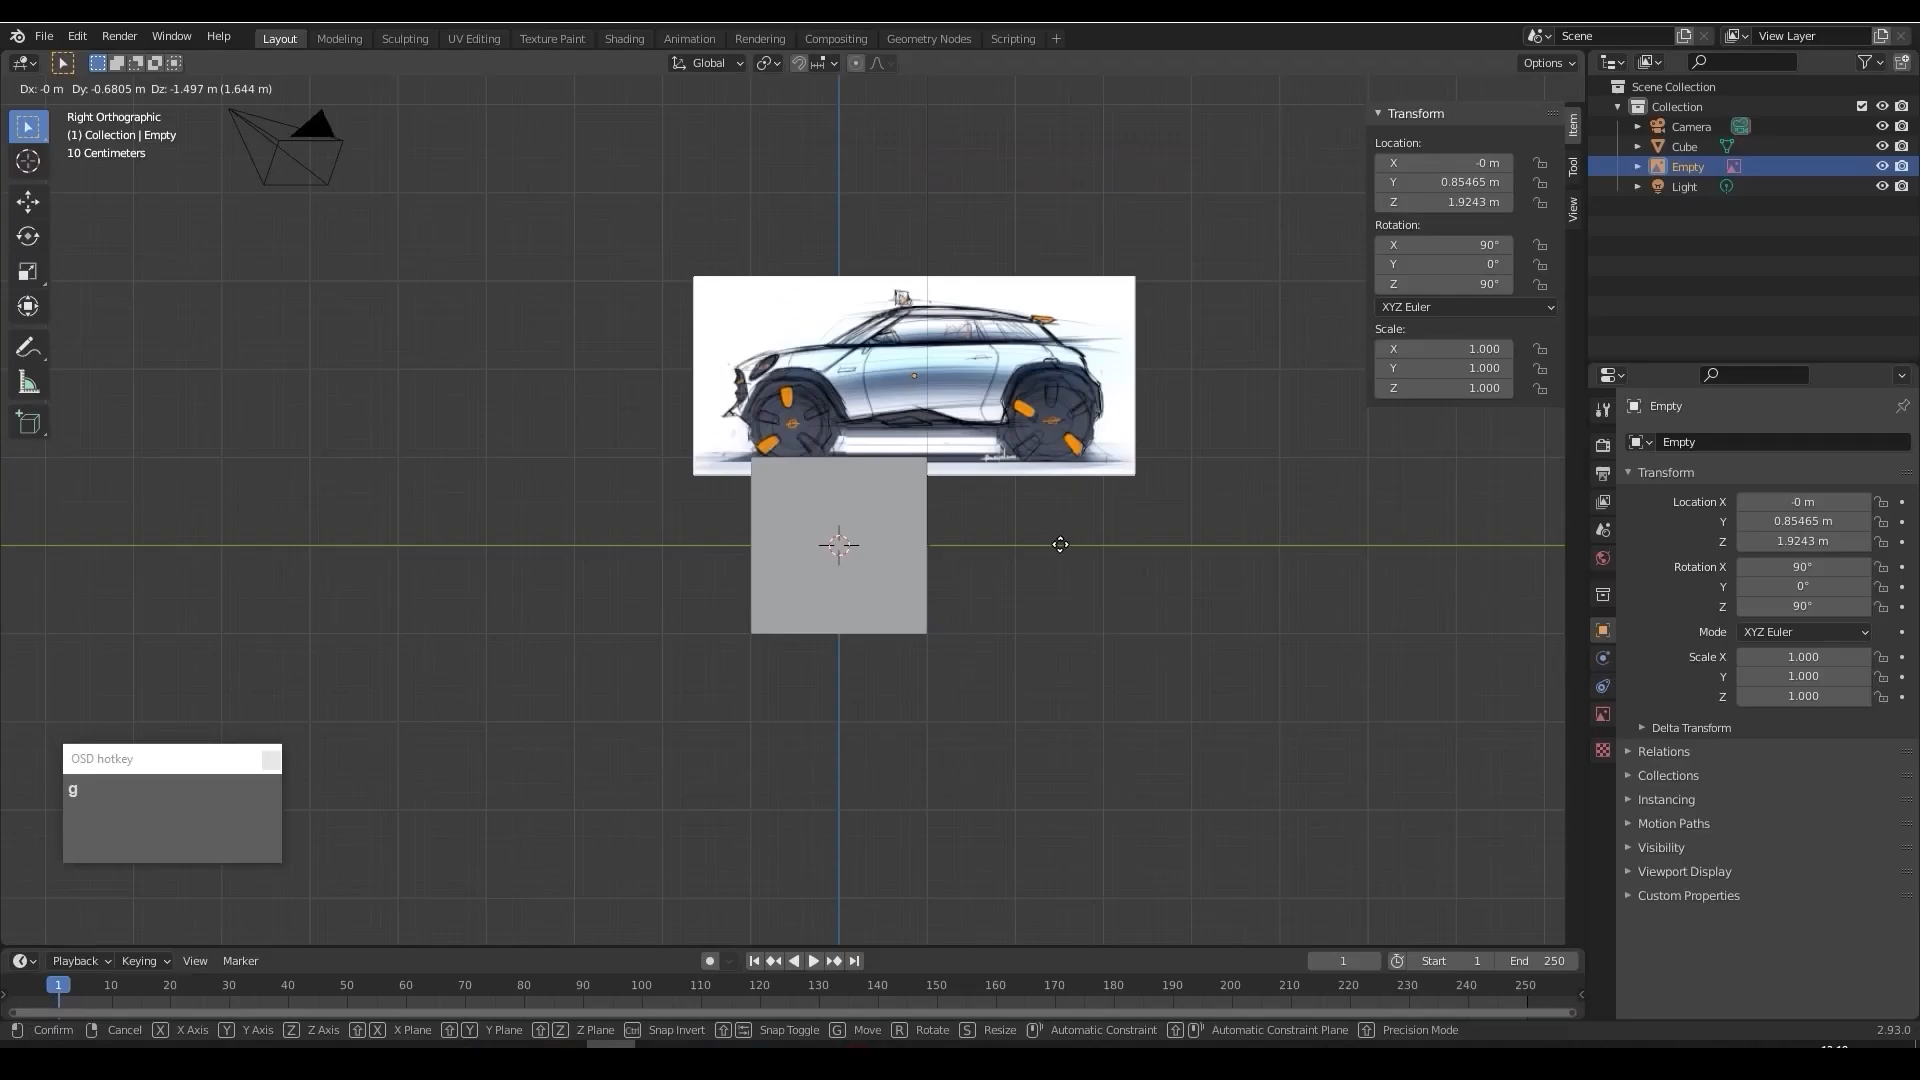 File Edit Render Window Help Layout Modeling Sculpting UV Editing Texture Paint Shading Animation Rendering Compositing Geometry Nodes Scripting + Scene View Layer
Global Options
Dx: -0 m Dy: -0.6805 m Dz: -1.497 m (1.644 m)
Right Orthographic
(1) Collection | Empty
10 Centimeters
Transform
Location:
X -0 m
Y 0.85465 m
Z 1.9243 m
Rotation:
X 90°
Y 0°
Z 90°
XYZ Euler
Scale:
X 1.000
Y 1.000
Z 1.000
Item
Tool
View
Scene Collection
Collection
Camera
Cube
Empty
Light
Empty
Empty
Transform
Location X -0 m
Y 0.85465 m
Z 1.9243 m
Rotation X 90°
Y 0°
Z 90°
Mode XYZ Euler
Scale X 1.000
Y 1.000
Z 1.000
Delta Transform
Relations
Collections
Instancing
Motion Paths
Visibility
Viewport Display
Custom Properties
OSD hotkey
g
Playback Keying View Marker 1 Start 1 End 250
1 10 20 30 40 50 60 70 80 90 100 110 120 130 140 150 160 170 180 190 200 210 220 230 240 250
Confirm Cancel X X Axis Y Y Axis Z Z Axis X X Plane Y Y Plane Z Z Plane Ctrl Snap Invert Snap Toggle G Move R Rotate S Resize Automatic Constraint Automatic Constraint Plane Precision Mode 2.93.0